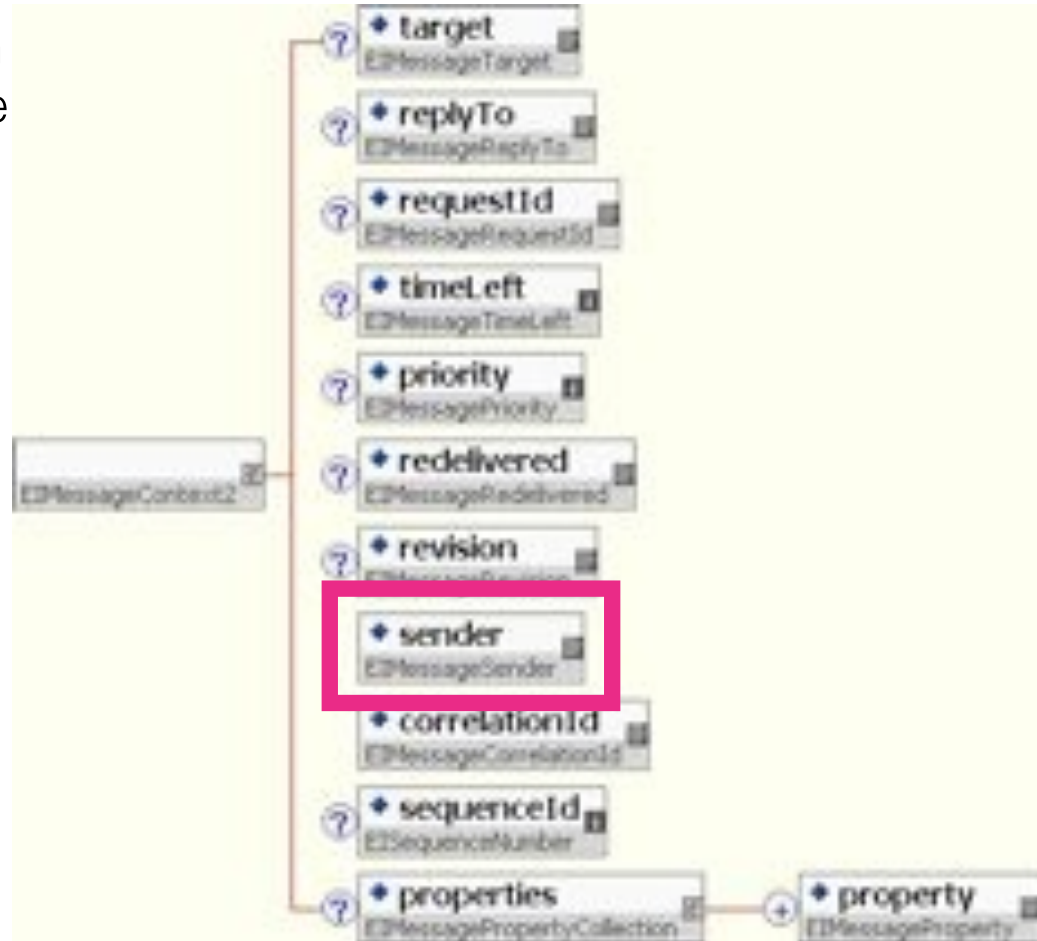 e
target
EIMessageTarget
replyTo
EIMessageReplyTo
requestId
EIMessageRequestId
timeLeft
EIMessageTimeLeft
priority
EIMessagePriority
EIMessageContext2
redelivered
EIMessageRedelivered
revision
EIMessageRevision
sender
EIMessageSender
correlationId
EIMessageCorrelationId
sequenceId
EISequenceNumber
properties
EIMessagePropertyCollection
property
EIMessageProperty